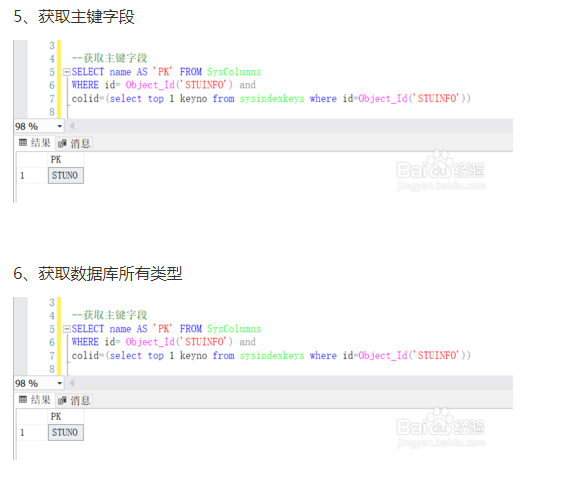 5、获取主键字段
3
4 --获取主键字段
5 SELECT name AS 'PK' FROM SysColumns
6 WHERE id= Object_Id('STUINFO') and
7 colid=(select top 1 keyno from sysindexkeys where id=Object_Id('STUINFO'))
8
98 %
结果 消息
PK
1 STUNO
Baidu 经验
jingyan.baidu.com
6、获取数据库所有类型
3
4 --获取主键字段
5 SELECT name AS 'PK' FROM SysColumns
6 WHERE id= Object_Id('STUINFO') and
7 colid=(select top 1 keyno from sysindexkeys where id=Object_Id('STUINFO'))
8
98 %
结果 消息
PK
1 STUNO
Baidu 经验
jingyan.baidu.com